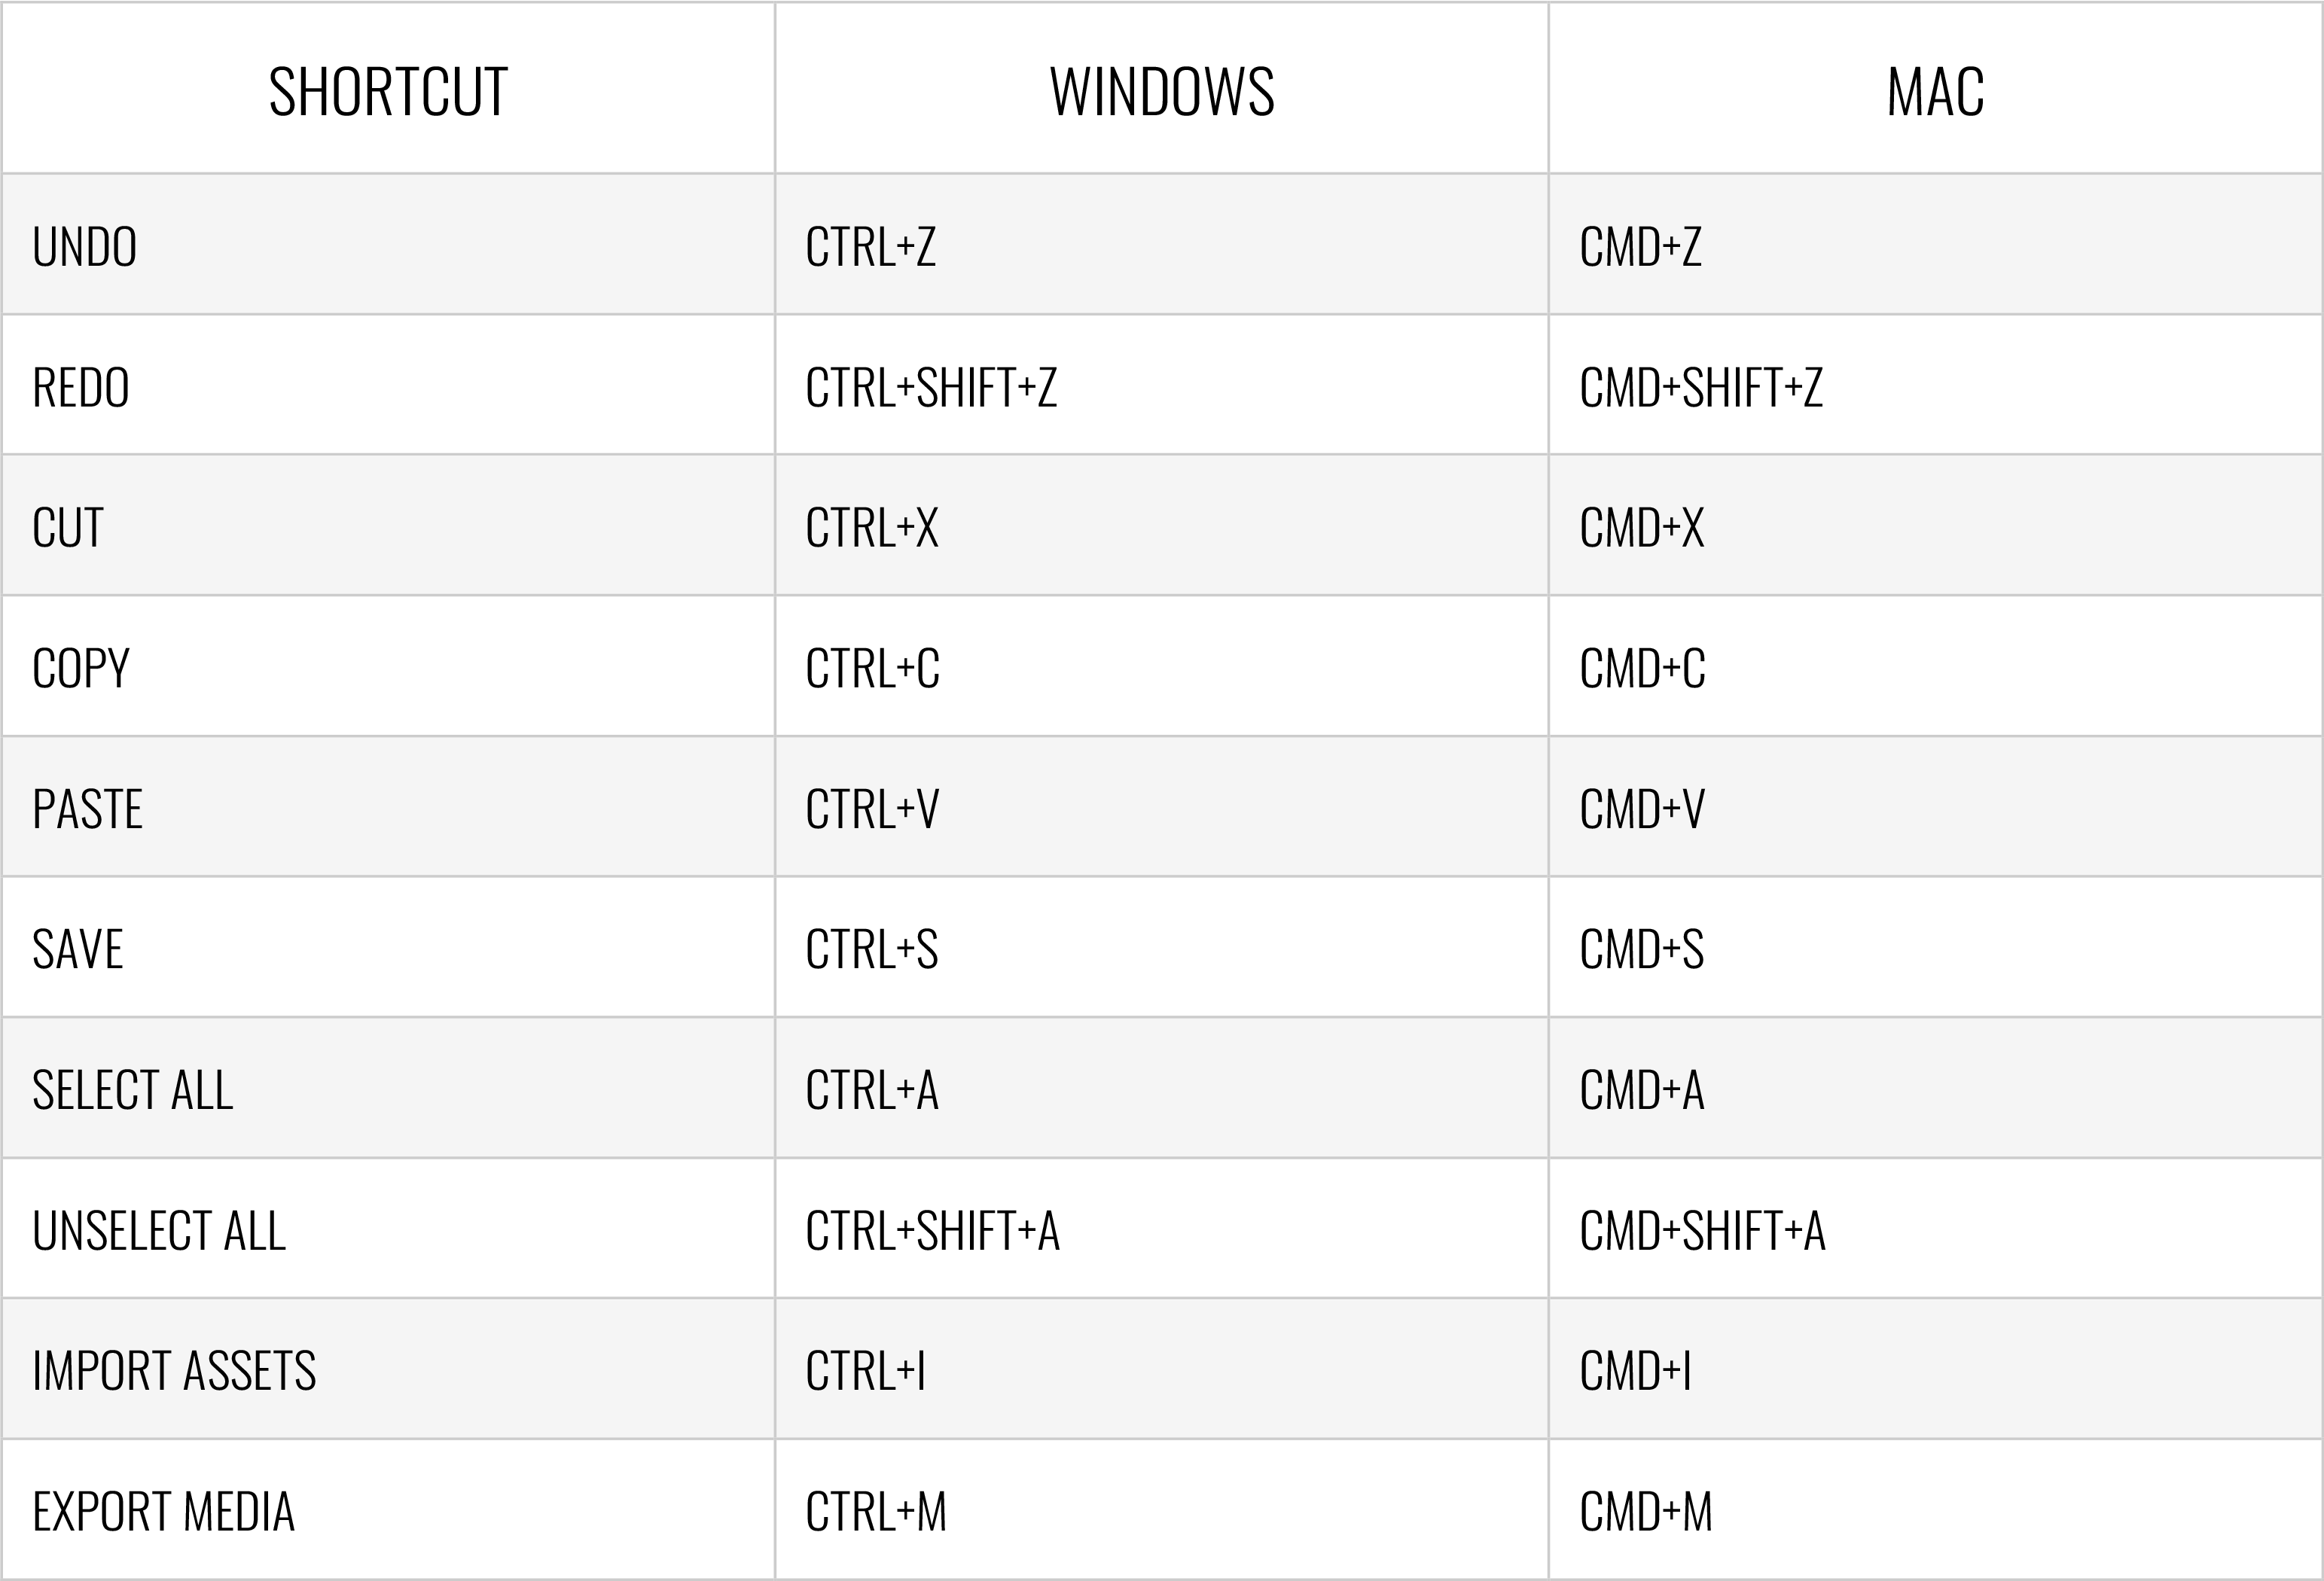 SHORTCUT WINDOWS MAC
UNDO CTRL+Z CMD+Z
REDO CTRL+SHIFT+Z CMD+SHIFT+Z
CUT CTRL+X CMD+X
COPY CTRL+C CMD+C
PASTE CTRL+V CMD+V
SAVE CTRL+S CMD+S
SELECT ALL CTRL+A CMD+A
UNSELECT ALL CTRL+SHIFT+A CMD+SHIFT+A
IMPORT ASSETS CTRL+I CMD+I
EXPORT MEDIA CTRL+M CMD+M